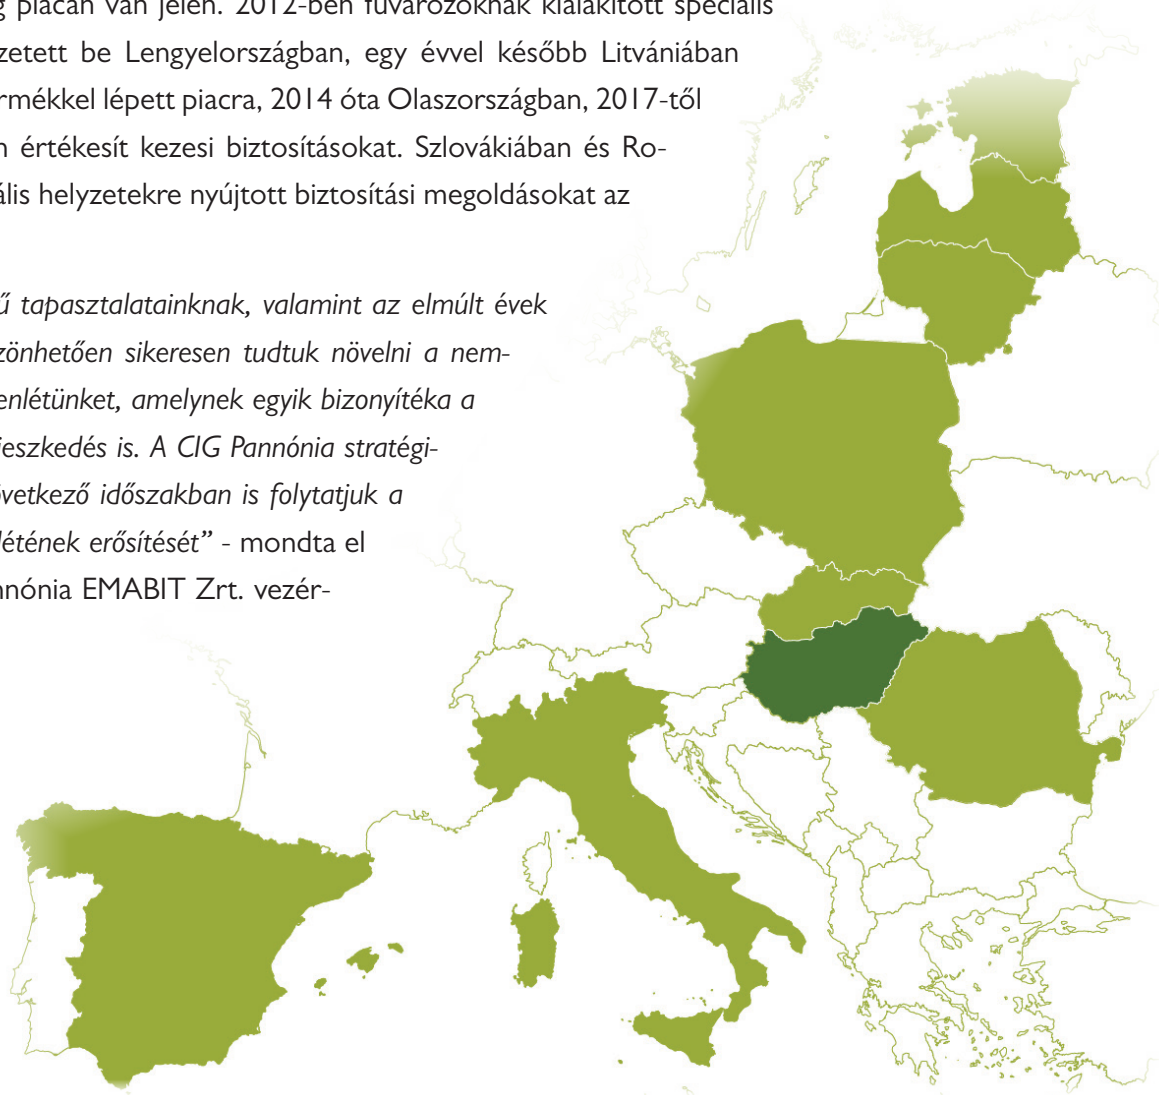 g piacán van jelen. 2012-ben fuvarozóknak kialakított speciális
zetett be Lengyelországban, egy évvel később Litvániában
rmékkel lépett piacra, 2014 óta Olaszországban, 2017-től
n értékesít kezesi biztosításokat. Szlovákiában és Ro-
ális helyzetekre nyújtott biztosítási megoldásokat az
ű tapasztalatainknak, valamint az elmúlt évek
zönhetően sikeresen tudtuk növelni a nem-
enlétünket, amelynek egyik bizonyítéka a
jeszkedés is. A CIG Pannónia stratégi-
övetkező időszakban is folytatjuk a
létének erősítését” - mondta el
nnónia EMABIT Zrt. vezér-